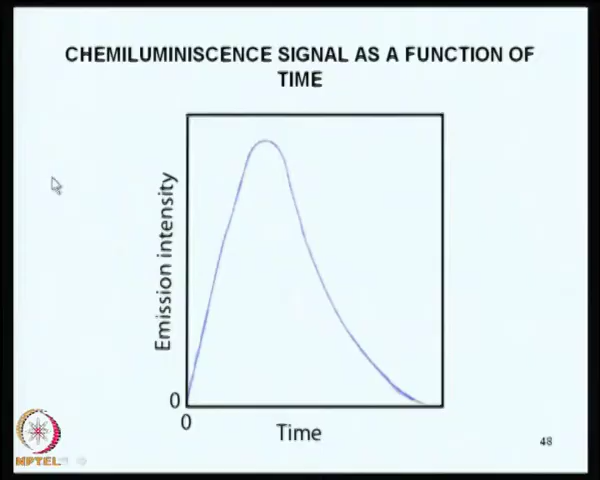 CHEMILUMINISCENCE SIGNAL AS A FUNCTION OF
TIME
Emission intensity
0
0
Time
48
NPTEL